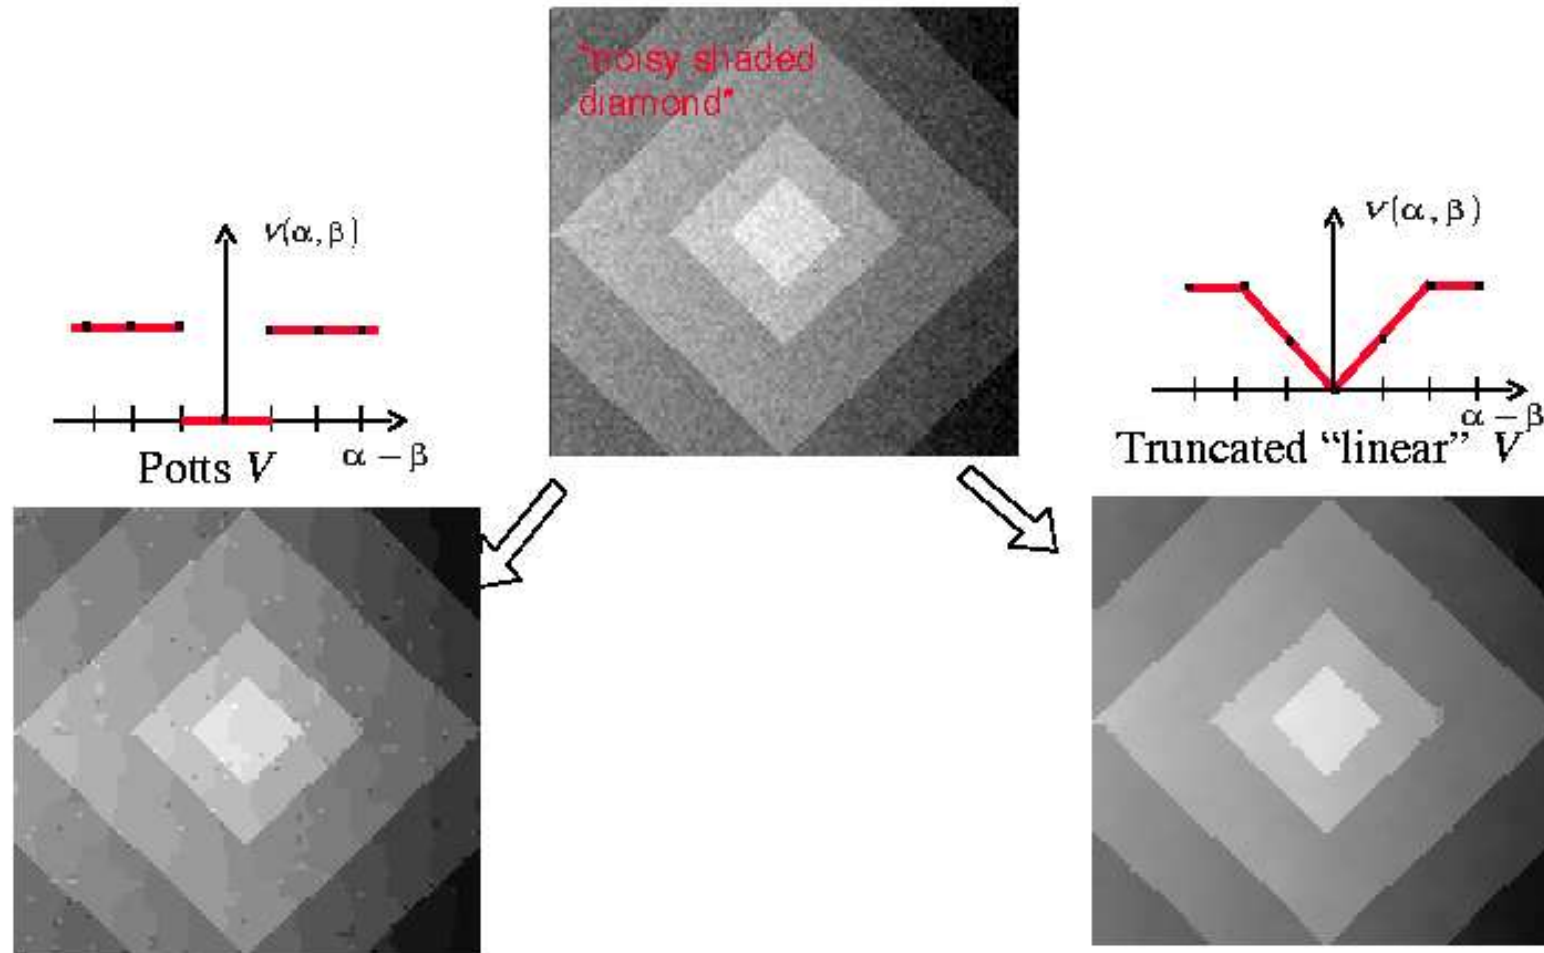 "noisy shaded
diamond"
ν(α, β)
α − β
Potts V
ν(α, β)
α − β
Truncated “linear” V